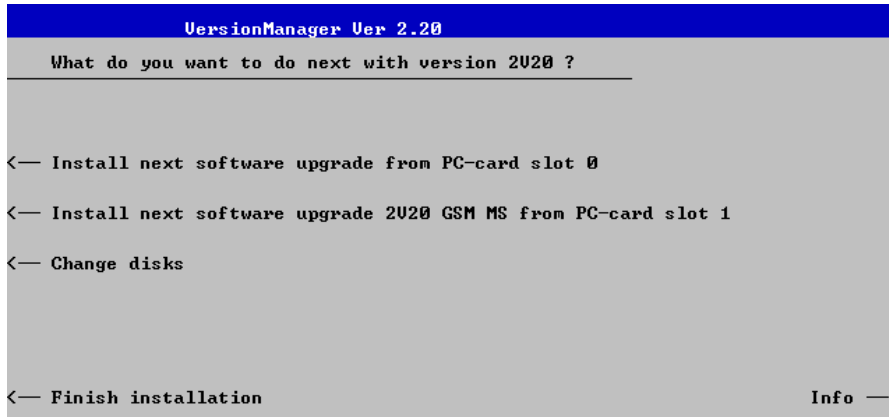 VersionManager Ver 2.20
What do you want to do next with version 2V20 ?
<— Install next software upgrade from PC-card slot 0
<— Install next software upgrade 2V20 GSM MS from PC-card slot 1
<— Change disks
<— Finish installation Info —